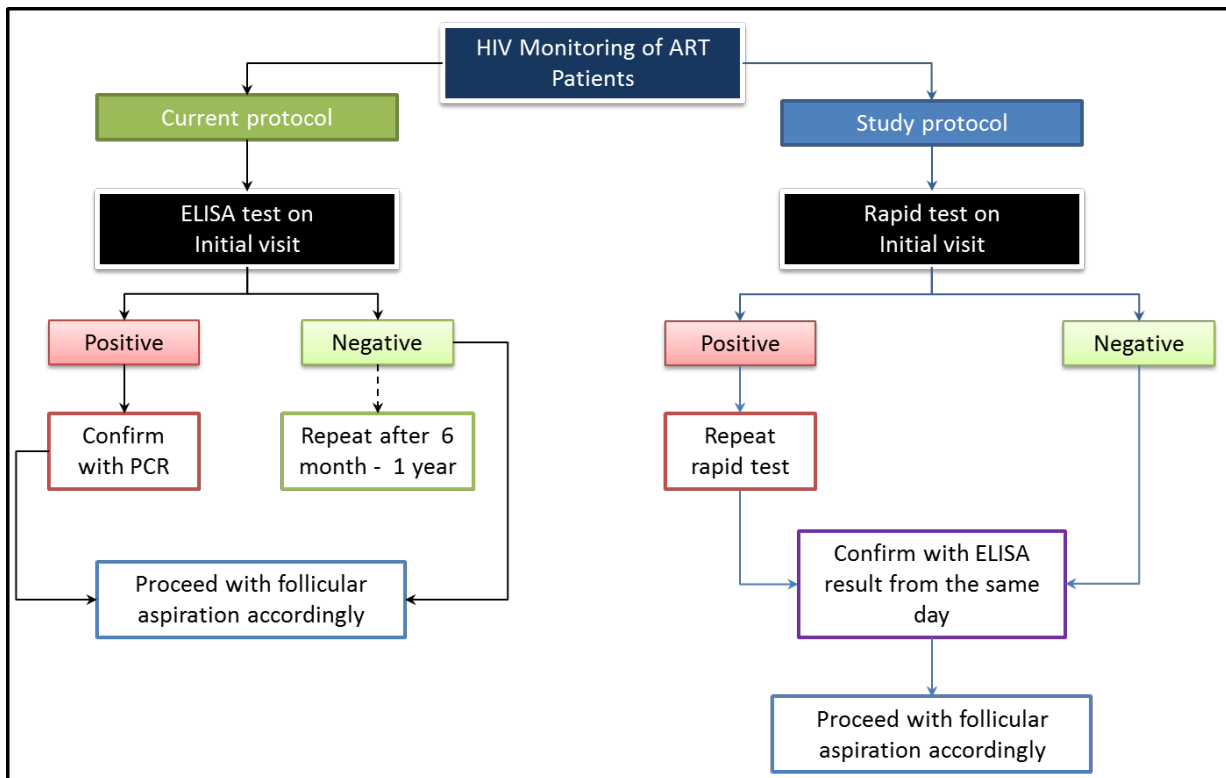 HIV Monitoring of ART
Patients
Current protocol
Study protocol
ELISA test on
Initial visit
Rapid test on
Initial visit
Positive
Negative
Positive
Negative
Confirm
with PCR
Repeat after 6
month - 1 year
Repeat
rapid test
Proceed with follicular
aspiration accordingly
Confirm with ELISA
result from the same
day
Proceed with follicular
aspiration accordingly